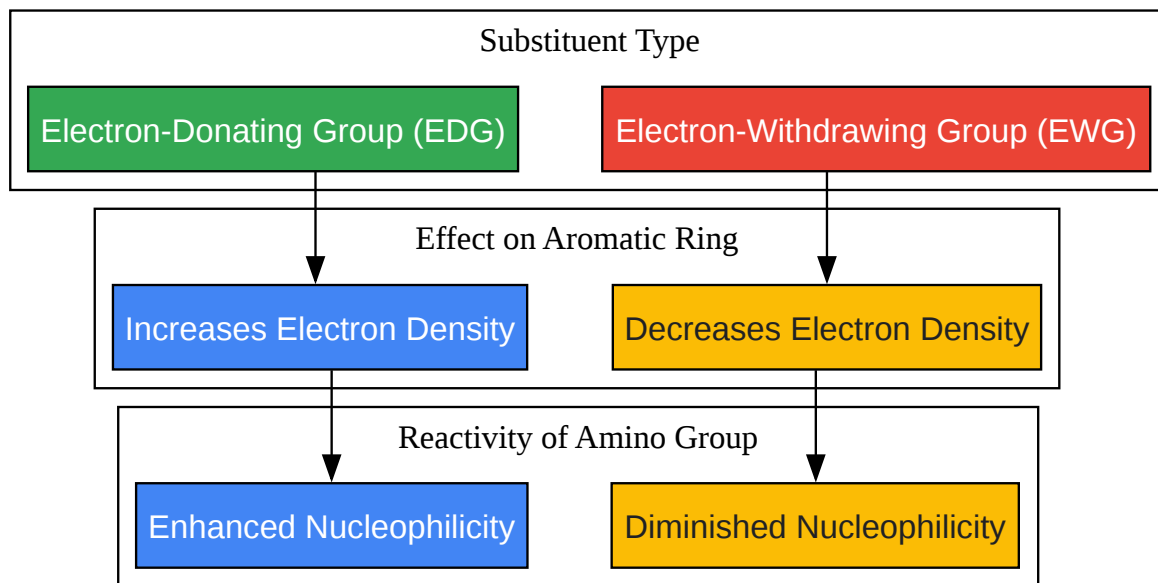 Substituent Type
Electron-Donating Group (EDG)
Electron-Withdrawing Group (EWG)
Effect on Aromatic Ring
Increases Electron Density
Decreases Electron Density
Reactivity of Amino Group
Enhanced Nucleophilicity
Diminished Nucleophilicity